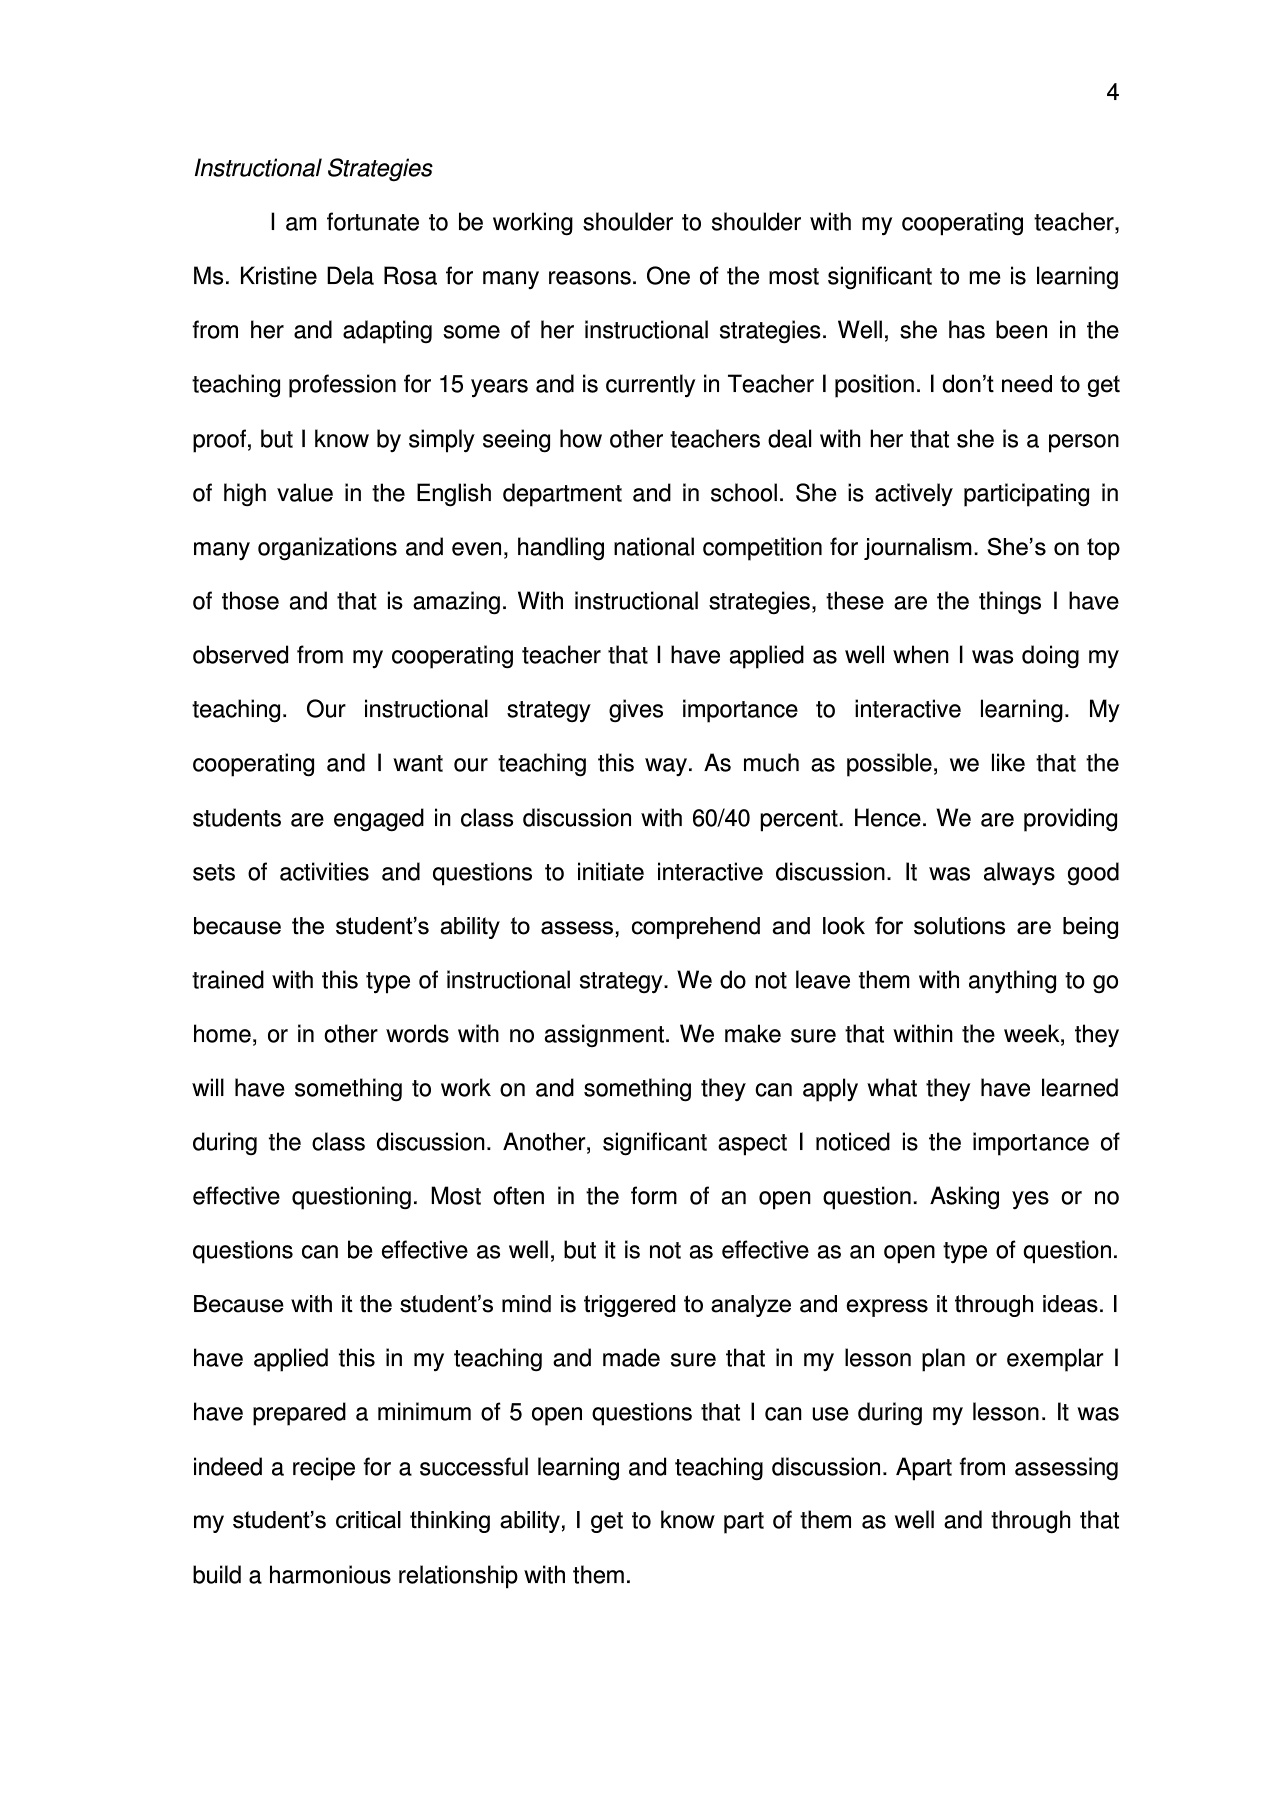 4
Instructional Strategies
I am fortunate to be working shoulder to shoulder with my cooperating teacher,
Ms. Kristine Dela Rosa for many reasons. One of the most significant to me is learning
from her and adapting some of her instructional strategies. Well, she has been in the
teaching profession for 15 years and is currently in Teacher I position. I don’t need to get
proof, but I know by simply seeing how other teachers deal with her that she is a person
of high value in the English department and in school. She is actively participating in
many organizations and even, handling national competition for journalism. She’s on top
of those and that is amazing. With instructional strategies, these are the things I have
observed from my cooperating teacher that I have applied as well when I was doing my
teaching. Our instructional strategy gives importance to interactive learning. My
cooperating and I want our teaching this way. As much as possible, we like that the
students are engaged in class discussion with 60/40 percent. Hence. We are providing
sets of activities and questions to initiate interactive discussion. It was always good
because the student’s ability to assess, comprehend and look for solutions are being
trained with this type of instructional strategy. We do not leave them with anything to go
home, or in other words with no assignment. We make sure that within the week, they
will have something to work on and something they can apply what they have learned
during the class discussion. Another, significant aspect I noticed is the importance of
effective questioning. Most often in the form of an open question. Asking yes or no
questions can be effective as well, but it is not as effective as an open type of question.
Because with it the student’s mind is triggered to analyze and express it through ideas. I
have applied this in my teaching and made sure that in my lesson plan or exemplar I
have prepared a minimum of 5 open questions that I can use during my lesson. It was
indeed a recipe for a successful learning and teaching discussion. Apart from assessing
my student’s critical thinking ability, I get to know part of them as well and through that
build a harmonious relationship with them.